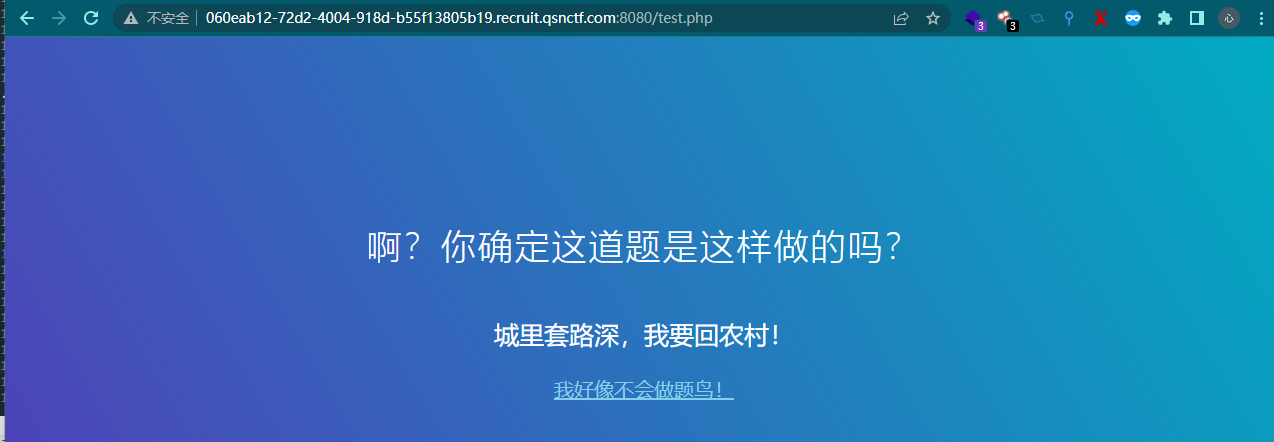 不安全 060eab12-72d2-4004-918d-b55f13805b19.recruit.qsnctf.com:8080/test.php 3 3 心
啊？你确定这道题是这样做的吗？
城里套路深，我要回农村！
我好像不会做题鸟！